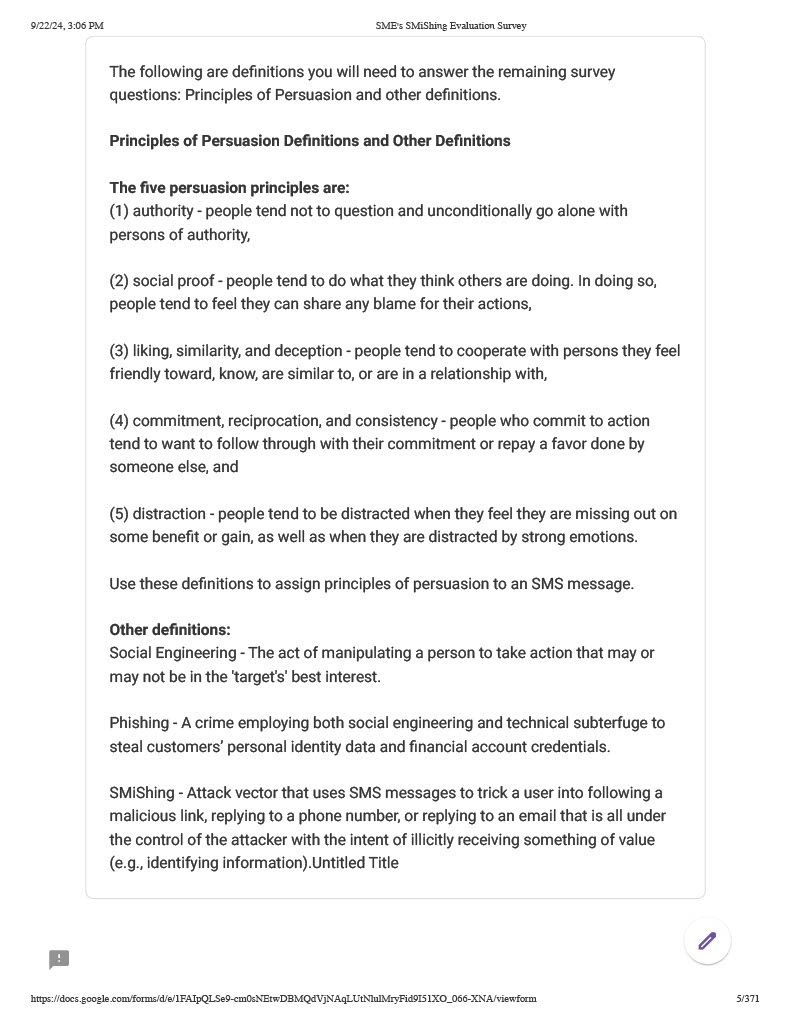 9/22/24, 3:06 PM
SME's SMiShing Evaluation Survey
The following are definitions you will need to answer the remaining survey
questions: Principles of Persuasion and other definitions.
Principles of Persuasion Definitions and Other Definitions
The five persuasion principles are:
(1) authority - people tend not to question and unconditionally go alone with
persons of authority,
(2) social proof - people tend to do what they think others are doing. In doing so,
people tend to feel they can share any blame for their actions,
(3) liking, similarity, and deception - people tend to cooperate with persons they feel
friendly toward, know, are similar to, or are in a relationship with,
(4) commitment, reciprocation, and consistency - people who commit to action
tend to want to follow through with their commitment or repay a favor done by
someone else, and
(5) distraction - people tend to be distracted when they feel they are missing out on
some benefit or gain, as well as when they are distracted by strong emotions.
Use these definitions to assign principles of persuasion to an SMS message.
Other definitions:
Social Engineering - The act of manipulating a person to take action that may or
may not be in the 'target's' best interest.
Phishing - A crime employing both social engineering and technical subterfuge to
steal customers’ personal identity data and financial account credentials.
SMiShing - Attack vector that uses SMS messages to trick a user into following a
malicious link, replying to a phone number, or replying to an email that is all under
the control of the attacker with the intent of illicitly receiving something of value
(e.g., identifying information).Untitled Title
https://docs.google.com/forms/d/e/1FAIpQLSe9-cm0sNEtwDBMQdVjNAqLUtNlulMryFid9I51XO_066-XNA/viewform
5/371